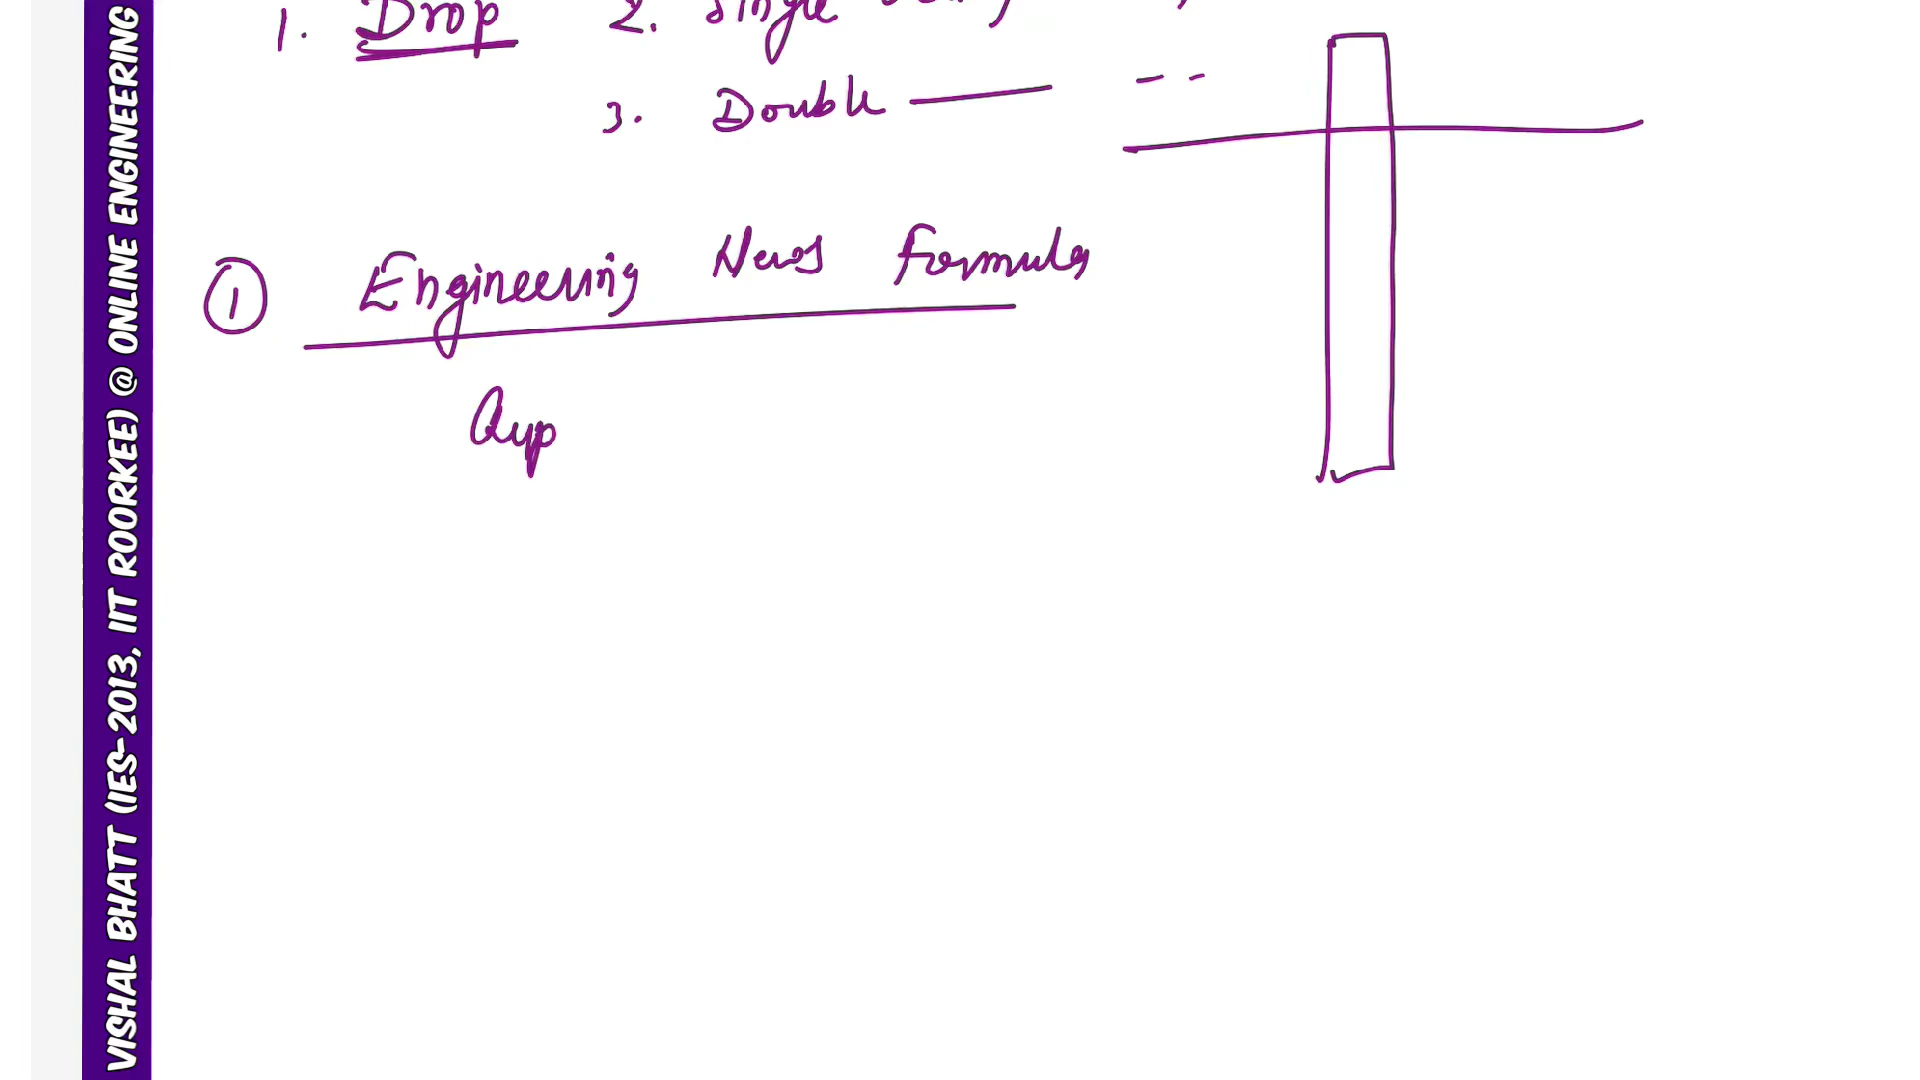 1. Drop 2. Single
3. Double
① Engineering News Formula
Qup
VISHAL BHATT (IES-2013, IIT ROORKEE) @ ONLINE ENGINEERING